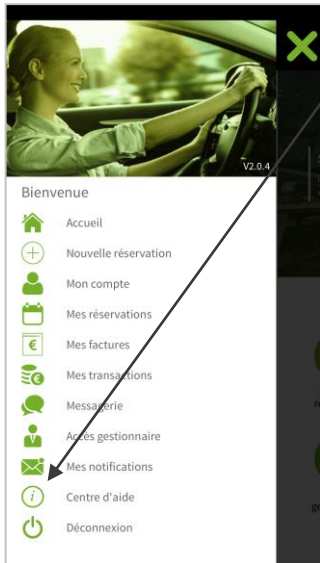 V2.0.4
Bienvenue
Accueil
Nouvelle réservation
Mon compte
Mes réservations
Mes factures
Mes transactions
Messagerie
Accès gestionnaire
Mes notifications
Centre d'aide
Déconnexion